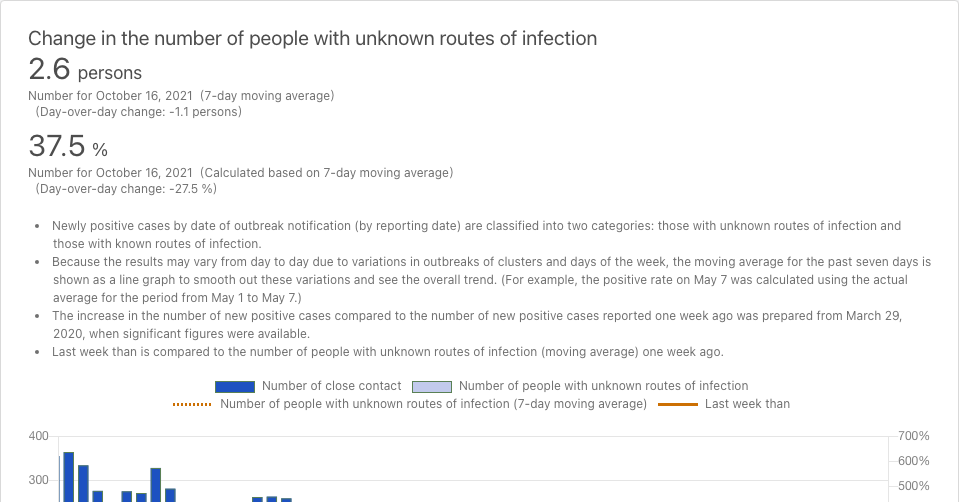 Change in the number of people with unknown routes of infection
2.6 persons
Number for October 16, 2021 (7-day moving average)
(Day-over-day change: -1.1 persons)
37.5 %
Number for October 16, 2021 (Calculated based on 7-day moving average)
(Day-over-day change: -27.5 %)
• Newly positive cases by date of outbreak notification (by reporting date) are classified into two categories: those with unknown routes of infection and
those with known routes of infection.
• Because the results may vary from day to day due to variations in outbreaks of clusters and days of the week, the moving average for the past seven days is
shown as a line graph to smooth out these variations and see the overall trend. (For example, the positive rate on May 7 was calculated using the actual
average for the period from May 1 to May 7.)
• The increase in the number of new positive cases compared to the number of new positive cases reported one week ago was prepared from March 29,
2020, when significant figures were available.
• Last week than is compared to the number of people with unknown routes of infection (moving average) one week ago.
Number of close contact Number of people with unknown routes of infection
Number of people with unknown routes of infection (7-day moving average) Last week than
400 700%
600%
300 500%